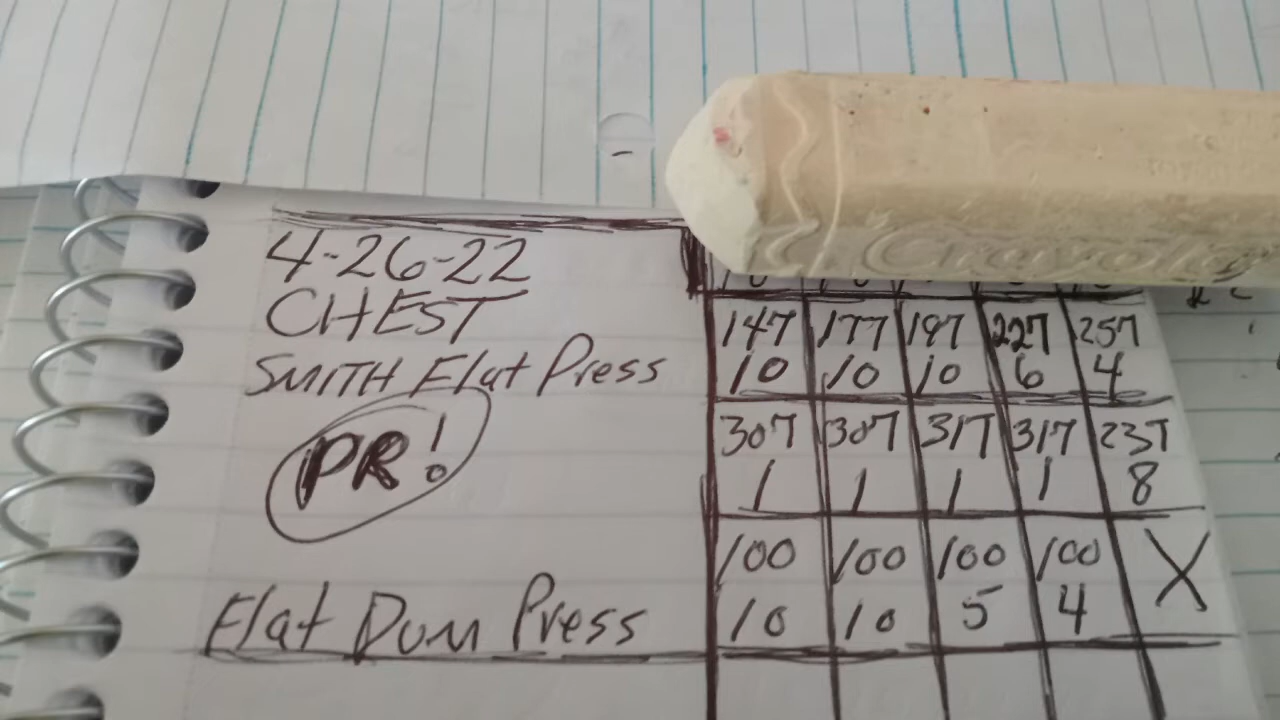 Crayola
4-26-22
CHEST
147 177 197 227 257
SMITH Flat Press
10 10 10 6 4
PR!
307 307 317 317 237
1 1 1 1 8
100 100 100 100 X
Flat Dum Press
10 10 5 4